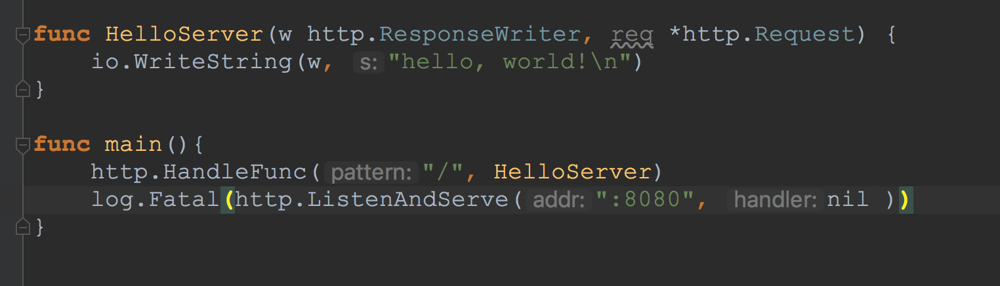 func HelloServer(w http.ResponseWriter, req *http.Request) {
    io.WriteString(w, s: "hello, world!\n")
}
func main(){
    http.HandleFunc( pattern: "/", HelloServer)
    log.Fatal(http.ListenAndServe( addr: ":8080", handler: nil ))
}